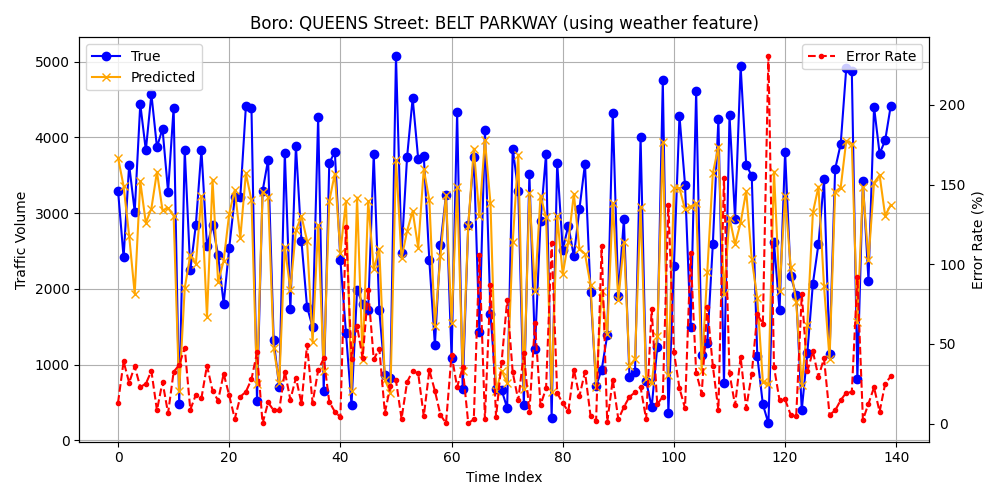 Boro: QUEENS Street: BELT PARKWAY (using weather feature)
True
Predicted
Error Rate
Traffic Volume
5000
4000
3000
2000
1000
0
200
150
100
50
0
Error Rate (%)
0 20 40 60 80 100 120 140
Time Index